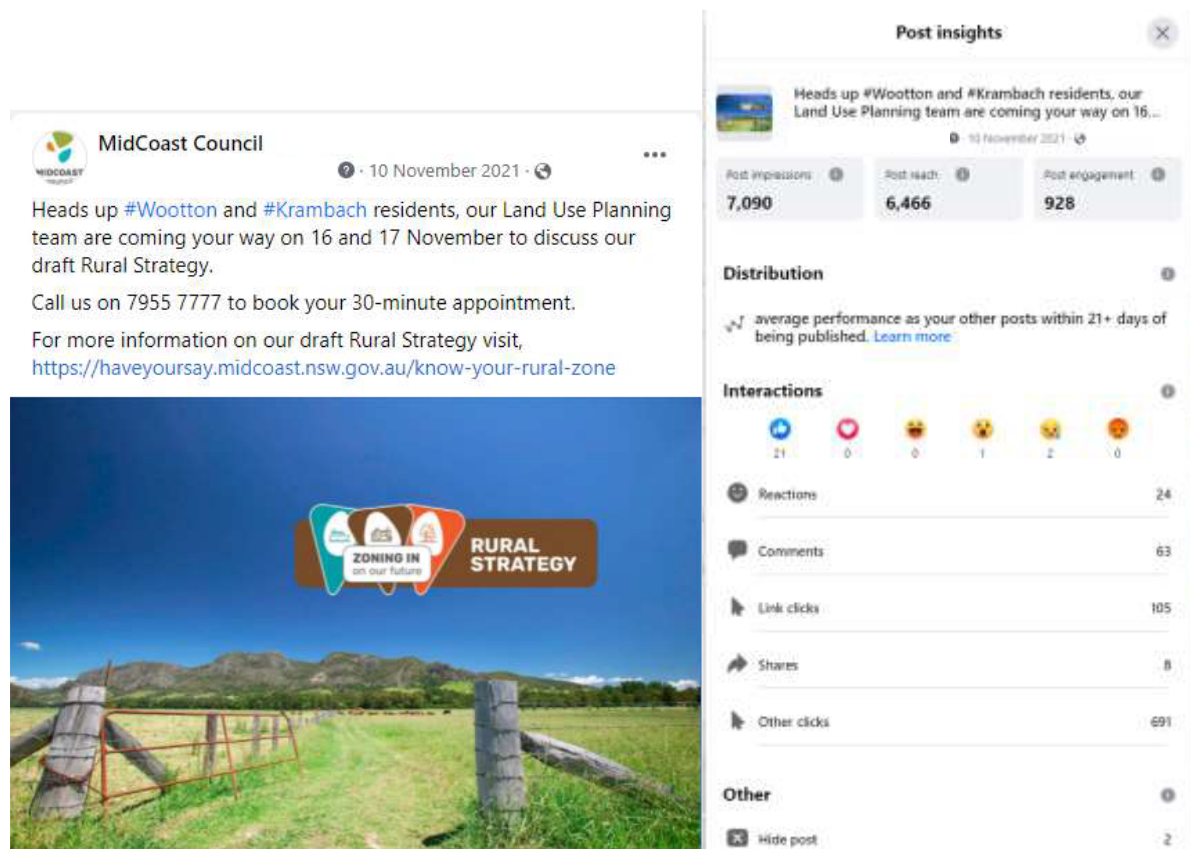 MidCoast Council
10 November 2021
MIDCOAST
council
Heads up #Wootton and #Krambach residents, our Land Use Planning
team are coming your way on 16 and 17 November to discuss our
draft Rural Strategy.
Call us on 7955 7777 to book your 30-minute appointment.
For more information on our draft Rural Strategy visit,
https://haveyoursay.midcoast.nsw.gov.au/know-your-rural-zone
ZONING IN
on our future
RURAL
STRATEGY
Post insights
Heads up #Wootton and #Krambach residents, our
Land Use Planning team are coming your way on 16...
10 November 2021
Post impressions
7,090
Post reach
6,466
Post engagement
928
Distribution
average performance as your other posts within 21+ days of
being published. Learn more
Interactions
21 0 0 1 2 0
Reactions 24
Comments 63
Link clicks 105
Shares 8
Other clicks 691
Other
Hide post 2